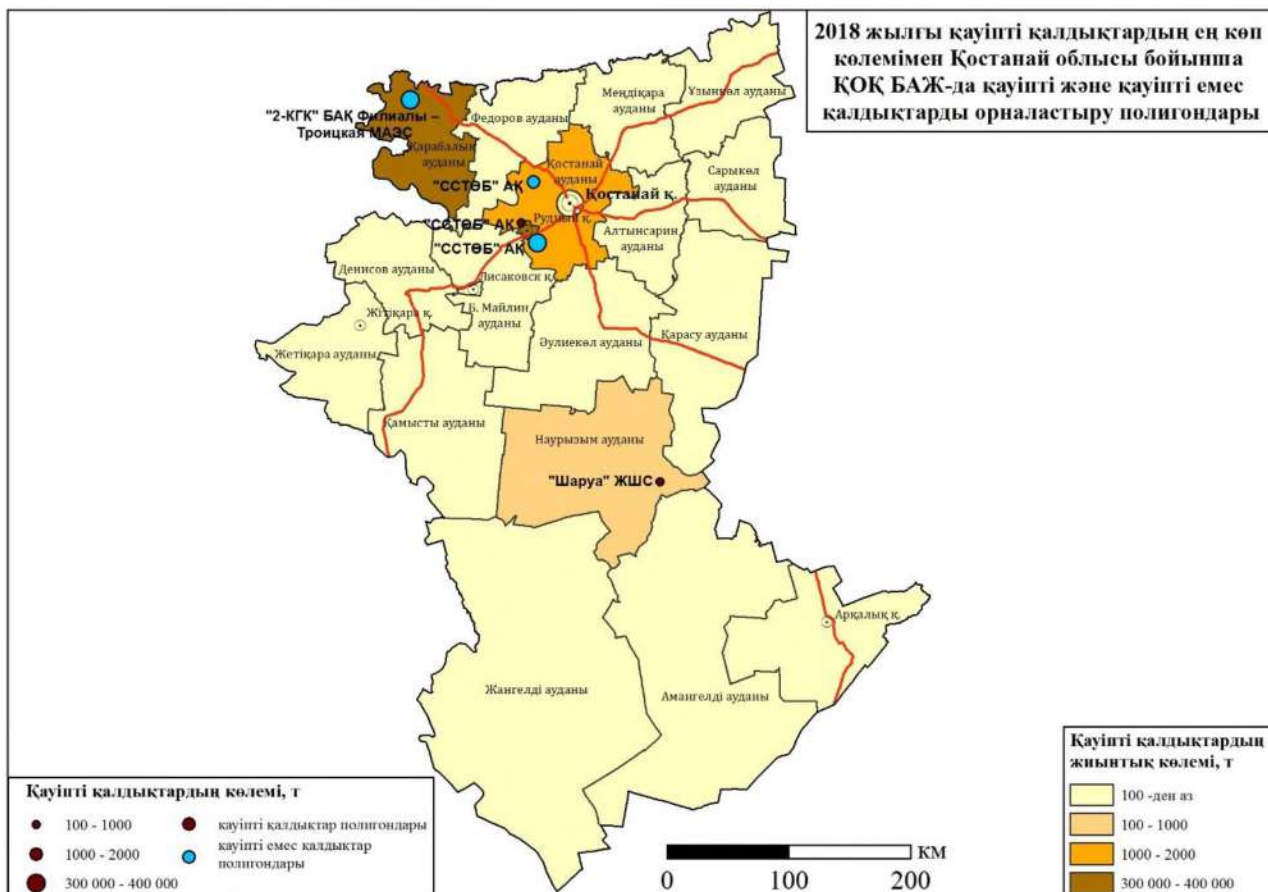 2018 жылғы қауіпті қалдықтардың ең көп
көлемімен Қостанай облысы бойынша
ҚОҚ БАЖ-да қауіпті және қауіпті емес
қалдықтарды орналастыру полигондары
Ұзынкөл ауданы
Меңдіқара
ауданы
"2-КГК" БАҚ Филиалы –
Троицкая МАЭС
Федоров ауданы
Қарабалық
ауданы
Қостанай
ауданы
Сарыкөл
ауданы
"ССТӨБ" АҚ
Қостанай қ.
"ССТӨБ" АҚ
Рудный қ.
"ССТӨБ" АҚ
Алтынсарин
ауданы
Денисов ауданы
Лисаковск қ.
Жітіқара қ.
Б. Майлин
ауданы
Қарасу ауданы
Әулиекөл ауданы
Жетіқара ауданы
Қамысты ауданы
Наурызым ауданы
"Шаруа" ЖШС
Арқалық қ.
Жангелді ауданы
Амангелді ауданы
Қауіпті қалдықтардың көлемі, т
100 - 1000
1000 - 2000
300 000 - 400 000
қауіпті қалдықтар полигондары
қауіпті емес қалдықтар
полигондары
КМ
0 100 200
Қауіпті қалдықтардың
жиынтық көлемі, т
100 -ден аз
100 - 1000
1000 - 2000
300 000 - 400 000